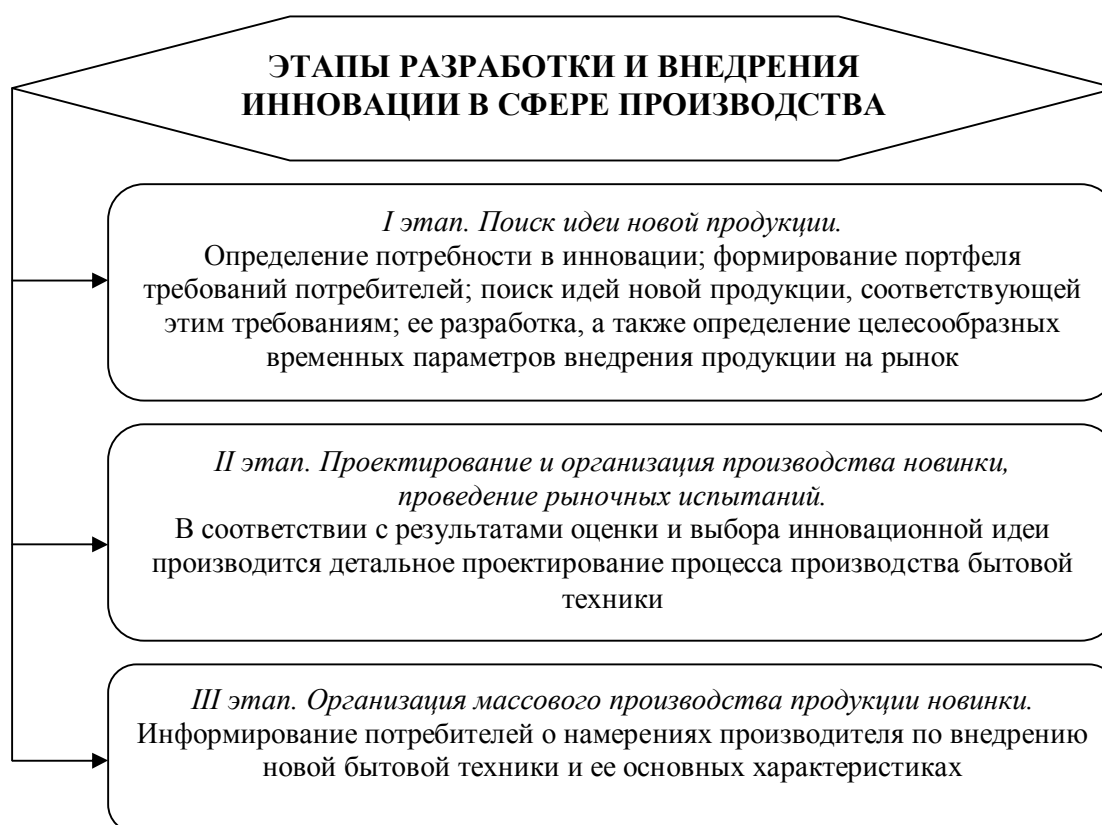 ЭТАПЫ РАЗРАБОТКИ И ВНЕДРЕНИЯ
ИННОВАЦИИ В СФЕРЕ ПРОИЗВОДСТВА
I этап. Поиск идеи новой продукции.
Определение потребности в инновации; формирование портфеля
требований потребителей; поиск идей новой продукции, соответствующей
этим требованиям; ее разработка, а также определение целесообразных
временных параметров внедрения продукции на рынок
II этап. Проектирование и организация производства новинки,
проведение рыночных испытаний.
В соответствии с результатами оценки и выбора инновационной идеи
производится детальное проектирование процесса производства бытовой
техники
III этап. Организация массового производства продукции новинки.
Информирование потребителей о намерениях производителя по внедрению
новой бытовой техники и ее основных характеристиках